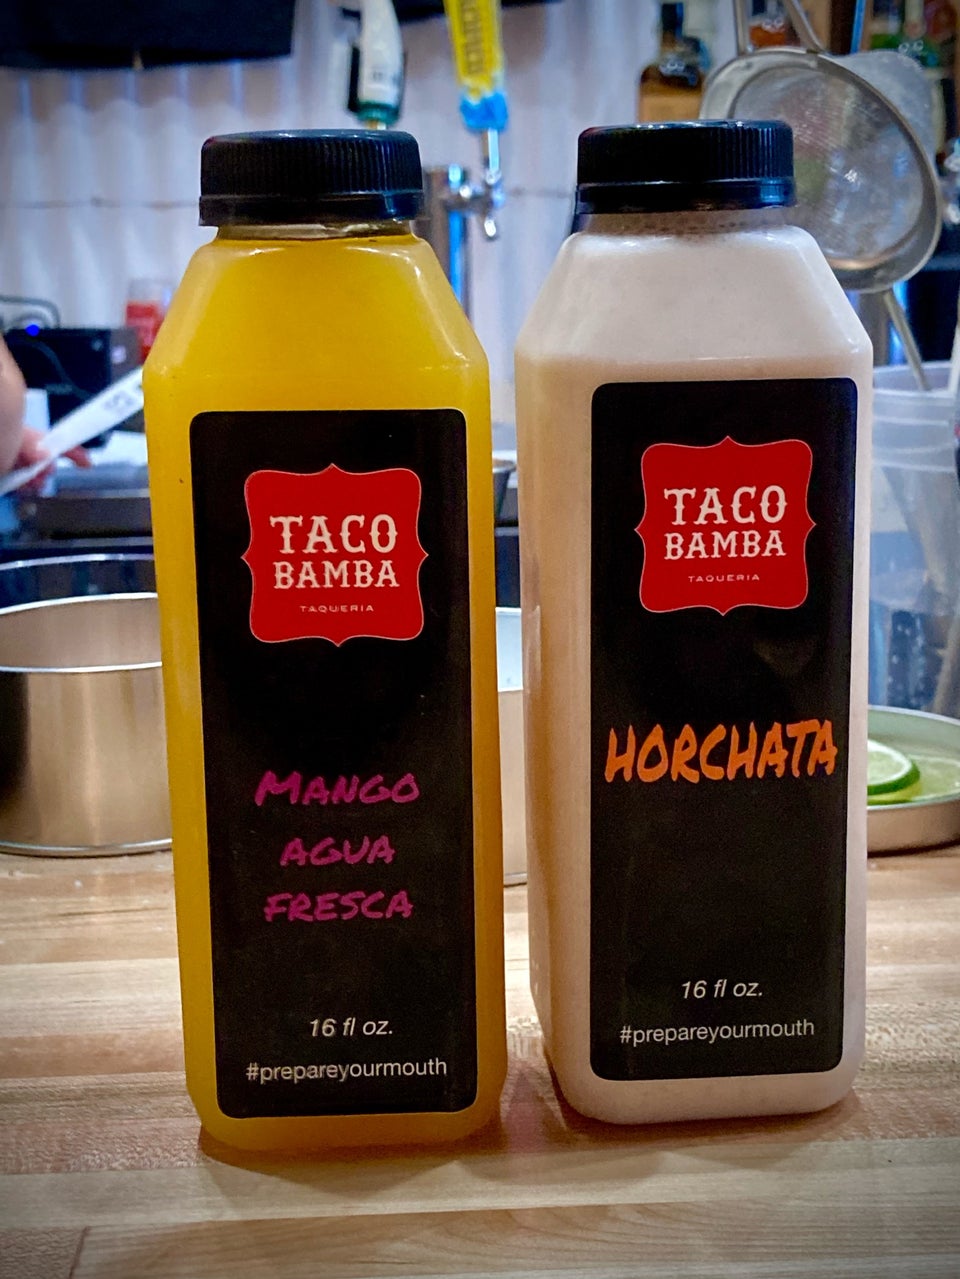 TACO
BAMBA
TAQUERIA
MANGO
AGUA
FRESCA
16 fl oz.
#prepareyourmouth
TACO
BAMBA
TAQUERIA
HORCHATA
16 fl oz.
#prepareyourmouth